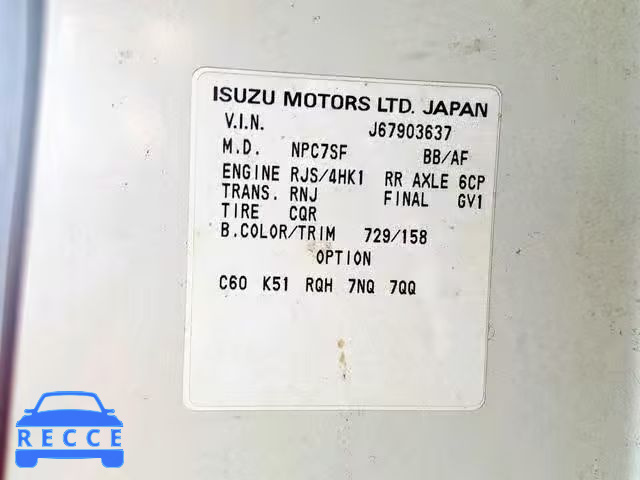 ISUZU MOTORS LTD. JAPAN
V.I.N. J67903637
M.D. NPC7SF BB/AF
ENGINE RJS/4HK1 RR AXLE 6CP
TRANS. RNJ FINAL GV1
TIRE CQR
B.COLOR/TRIM 729/158
OPTION
C60 K51 RQH 7NQ 7QQ
RECCE